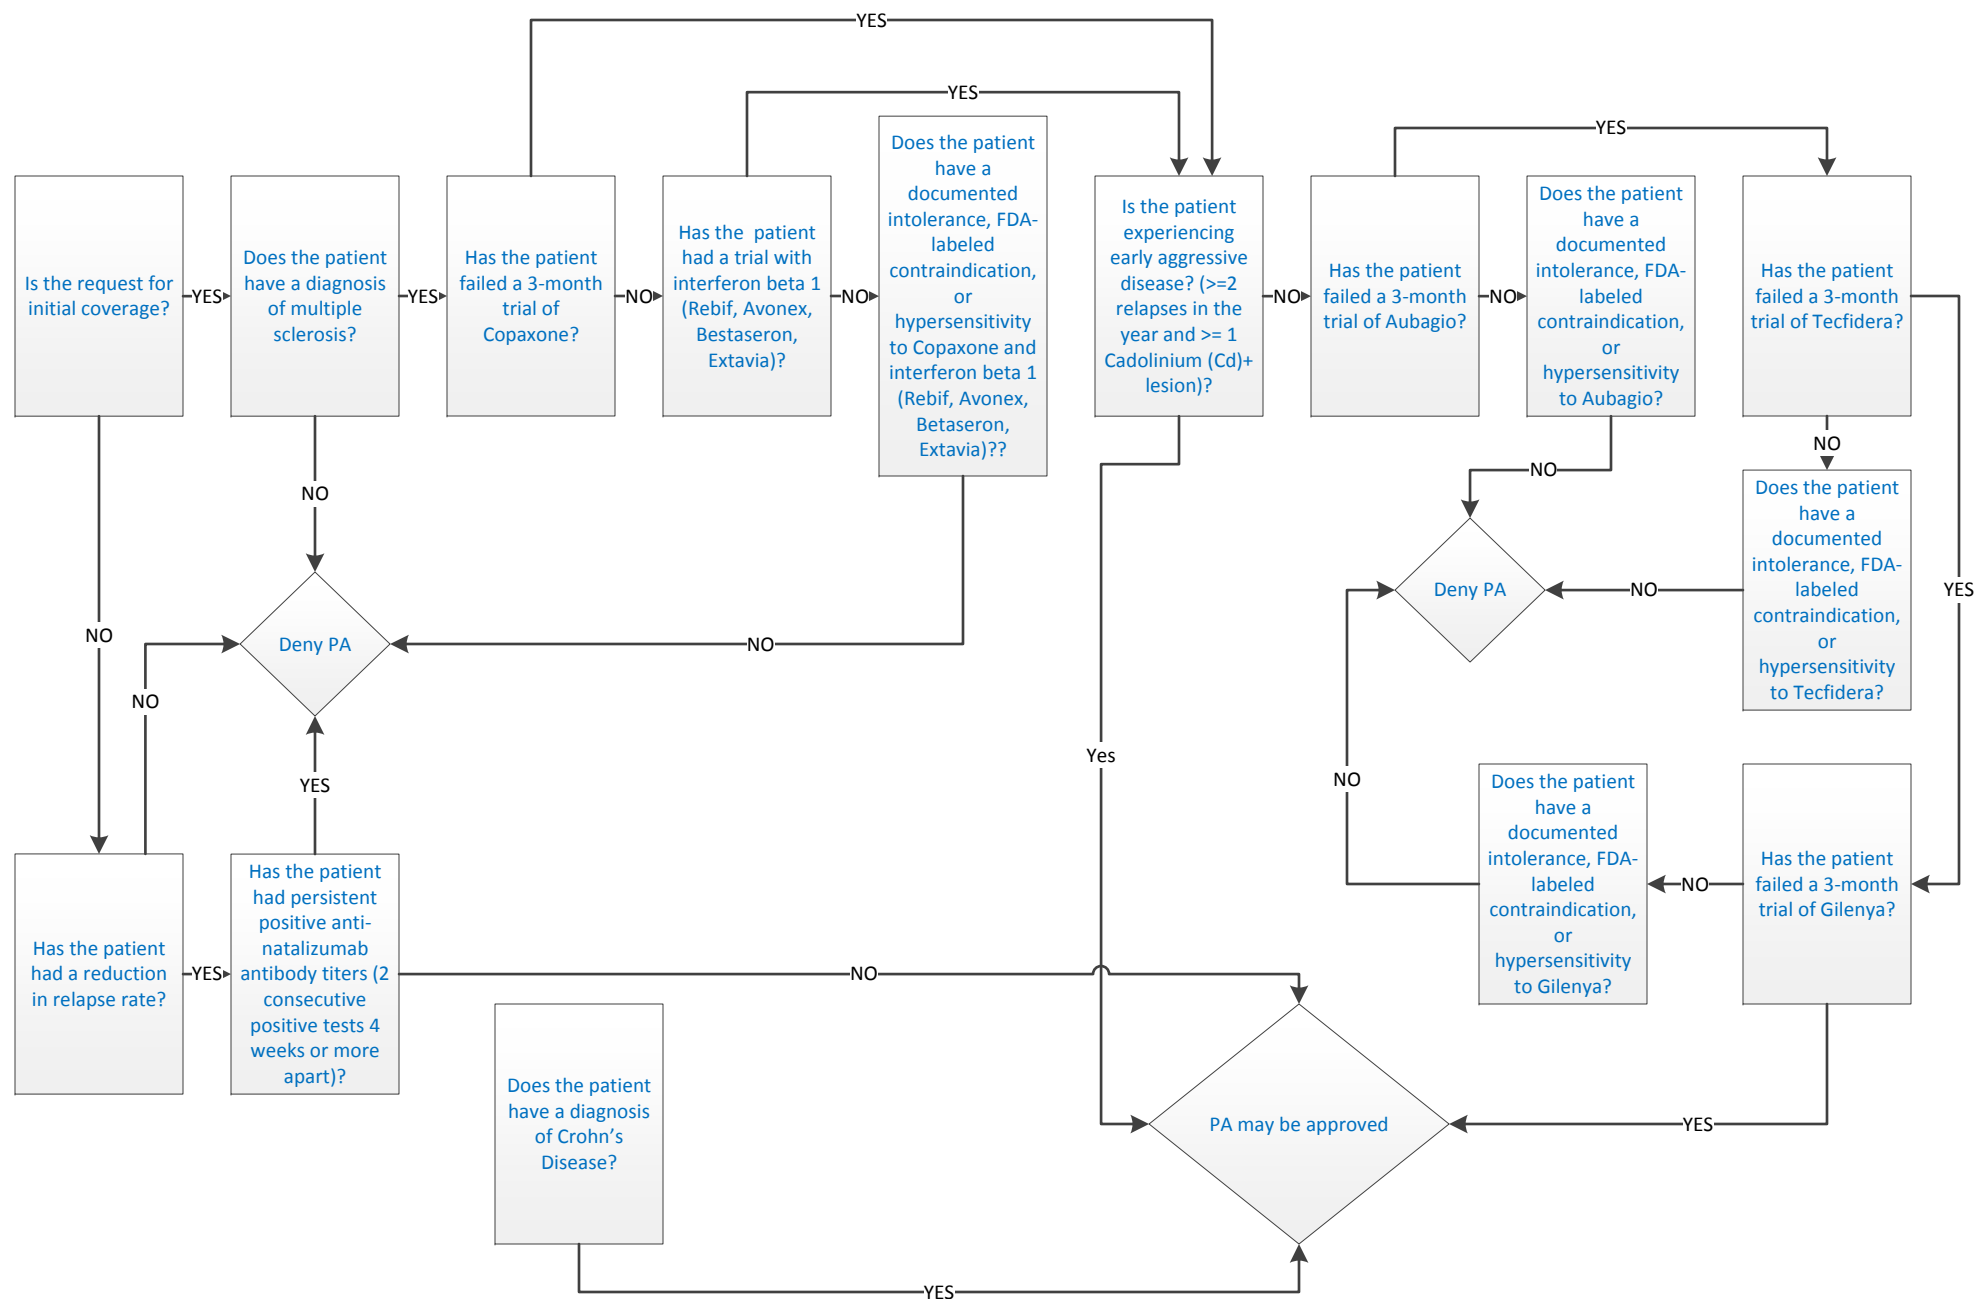 YES
YES
YES
Is the request for
initial coverage?
YES
Does the patient
have a diagnosis
of multiple
sclerosis?
YES
Has the patient
failed a 3-month
trial of
Copaxone?
NO
Has the  patient
had a trial with
interferon beta 1
(Rebif, Avonex,
Bestaseron,
Extavia)?
NO
Does the patient
have a
documented
intolerance, FDA-
labeled
contraindication,
or
hypersensitivity
to Copaxone and
interferon beta 1
(Rebif, Avonex,
Betaseron,
Extavia)??
Is the patient
experiencing
early aggressive
disease? (>=2
relapses in the
year and >= 1
Cadolinium (Cd)+
lesion)?
NO
Has the patient
failed a 3-month
trial of Aubagio?
NO
Does the patient
have a
documented
intolerance, FDA-
labeled
contraindication,
or
hypersensitivity
to Aubagio?
Has the patient
failed a 3-month
trial of Tecfidera?
NO
NO
NO
Does the patient
have a
documented
intolerance, FDA-
labeled
contraindication,
or
hypersensitivity
to Tecfidera?
YES
NO
Deny PA
NO
NO
Deny PA
NO
NO
YES
Yes
NO
Does the patient
have a
documented
intolerance, FDA-
labeled
contraindication,
or
hypersensitivity
to Gilenya?
NO
Has the patient
failed a 3-month
trial of Gilenya?
Has the patient
had a reduction
in relapse rate?
YES
Has the patient
had persistent
positive anti-
natalizumab
antibody titers (2
consecutive
positive tests 4
weeks or more
apart)?
NO
Does the patient
have a diagnosis
of Crohn’s
Disease?
PA may be approved
YES
YES